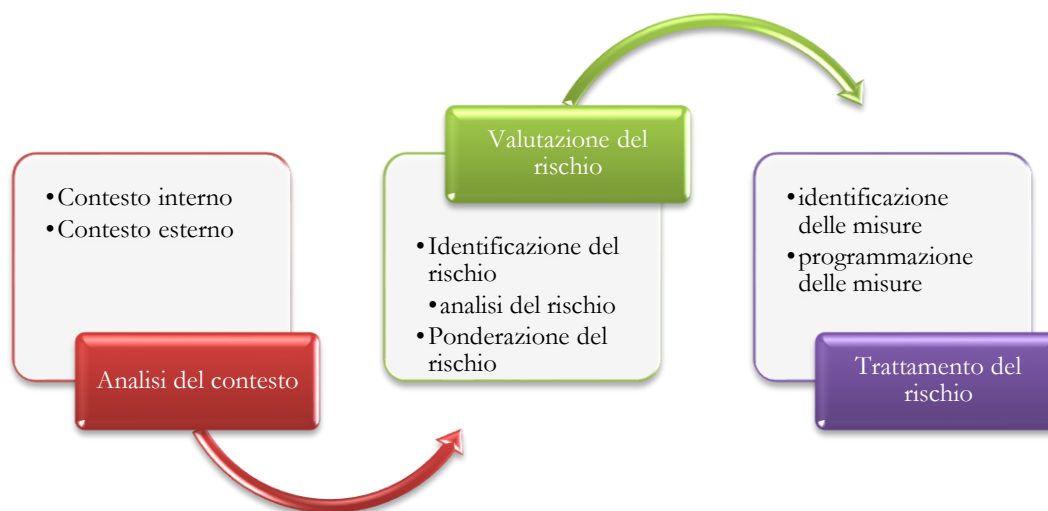 •Contesto interno
•Contesto esterno
Analisi del contesto
Valutazione del
rischio
•Identificazione del
rischio
•analisi del rischio
•Ponderazione del
rischio
•identificazione
delle misure
•programmazione
delle misure
Trattamento del
rischio